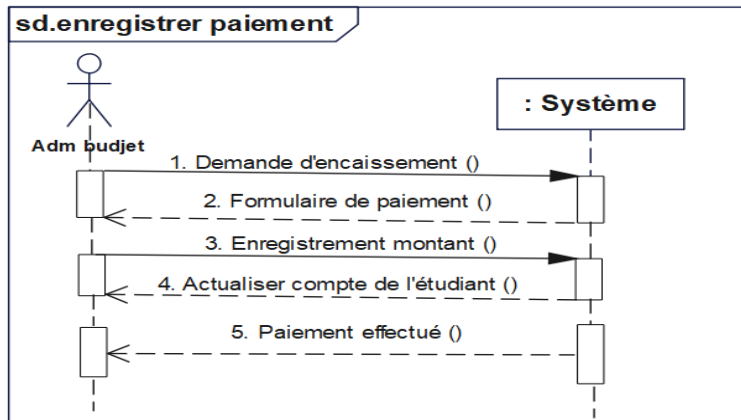 sd.enregistrer paiement
: Système
Adm budjet
1. Demande d'encaissement ()
2. Formulaire de paiement ()
3. Enregistrement montant ()
4. Actualiser compte de l'étudiant ()
5. Paiement effectué ()